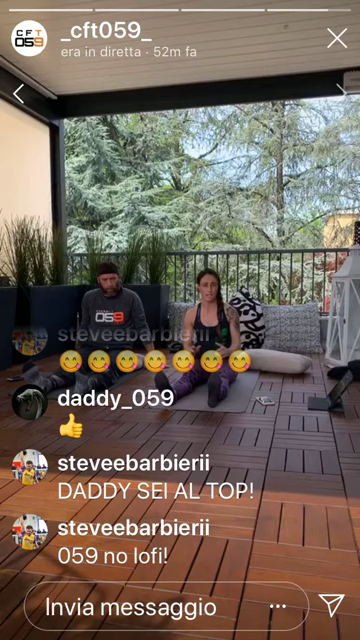 CFT
059
_cft059_
era in diretta · 52m fa
059
steveebarbierii
😋😋😋😋😋😋😋
daddy_059
👍
steveebarbierii
DADDY SEI AL TOP!
steveebarbierii
059 no lofi!
Invia messaggio